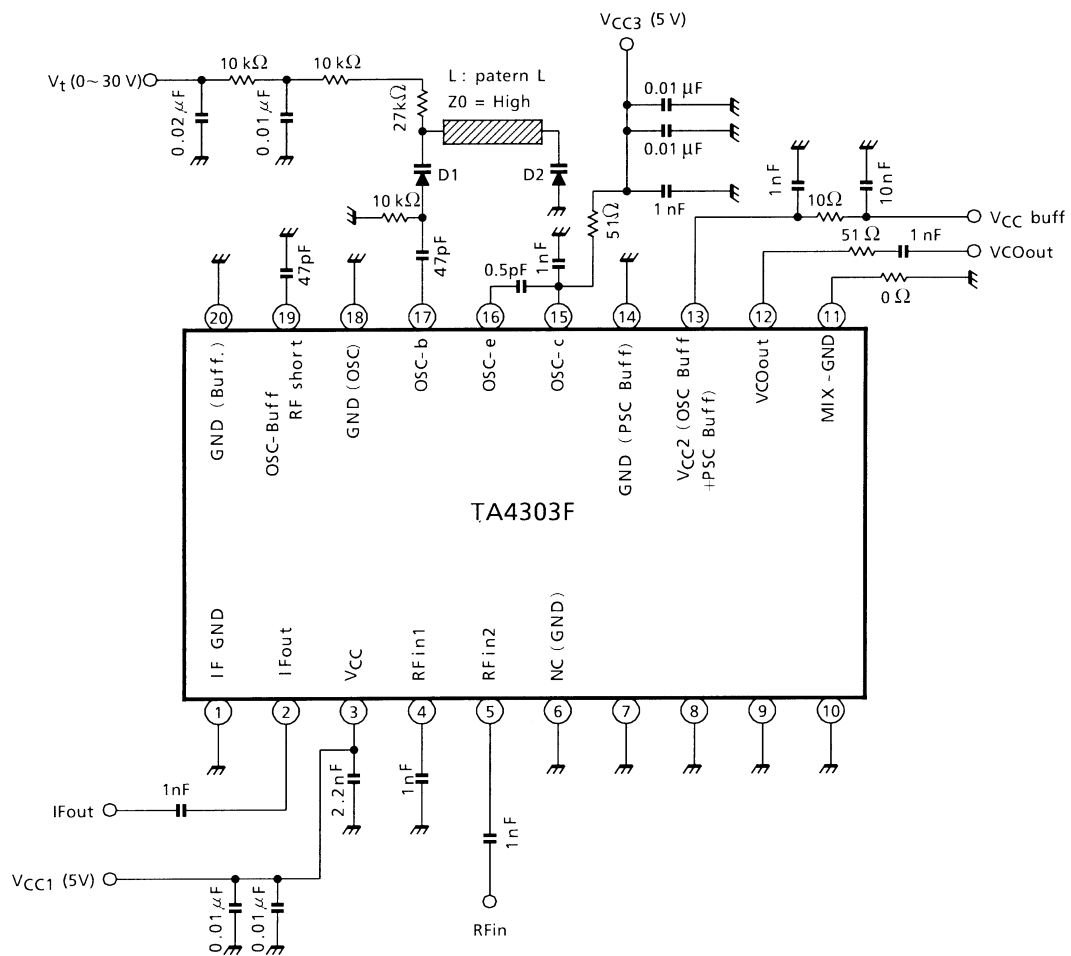 VCC3 (5 V)
Vt (0~30 V)
10 kΩ
10 kΩ
L : patern L
Z0 = High
0.02 μF
0.01 μF
27kΩ
0.01 μF
0.01 μF
D1
D2
10 kΩ
1 nF
51Ω
1nF
10nF
10Ω
VCC buff
47pF
47pF
0.5pF
1nF
51Ω
1 nF
VCOout
0 Ω
20
19
18
17
16
15
14
13
12
11
GND (Buff.)
OSC-Buff
RF short
GND (OSC)
OSC-b
OSC-e
OSC-c
GND (PSC Buff)
VCC2 (OSC Buff
+PSC Buff)
VCOout
MIX-GND
TA4303F
IF GND
IFout
VCC
RFin1
RFin2
NC (GND)
1
2
3
4
5
6
7
8
9
10
1nF
IFout
2.2nF
1nF
1nF
VCC1 (5V)
0.01 μF
0.01 μF
RFin